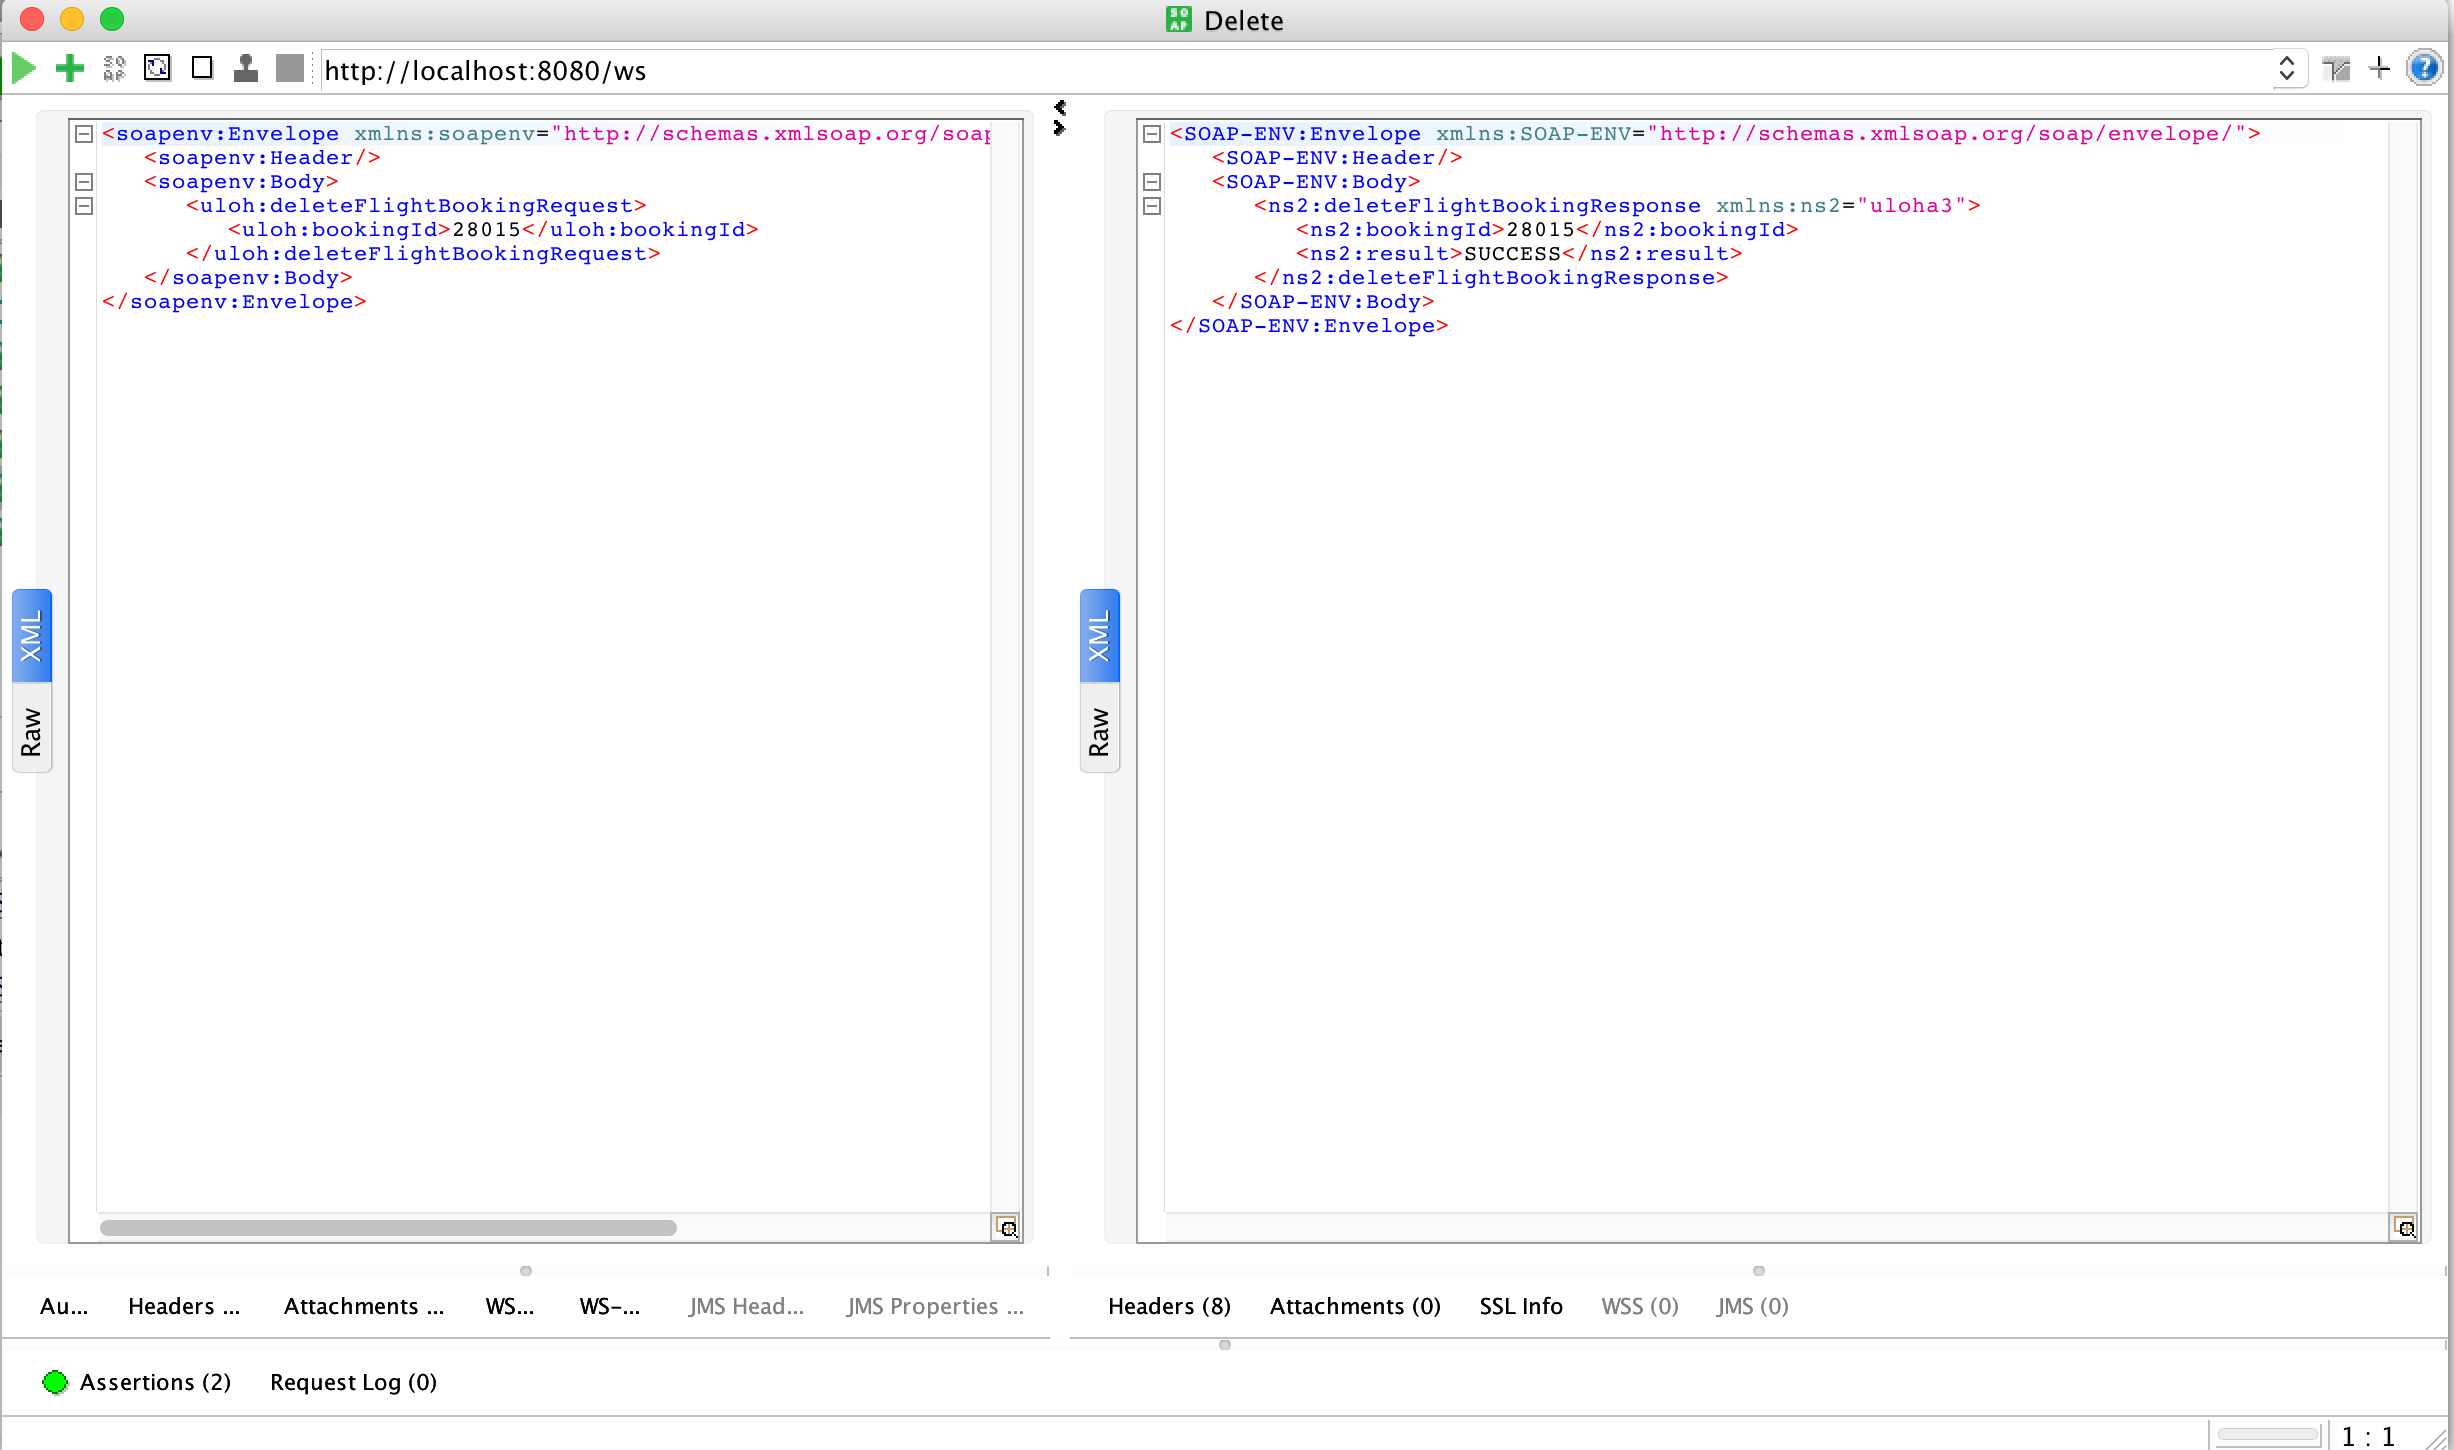 Delete
http://localhost:8080/ws
<soapenv:Envelope xmlns:soapenv="http://schemas.xmlsoap.org/soap
<soapenv:Header/>
<soapenv:Body>
<uloh:deleteFlightBookingRequest>
<uloh:bookingId>28015</uloh:bookingId>
</uloh:deleteFlightBookingRequest>
</soapenv:Body>
</soapenv:Envelope>
XML
Raw
<SOAP-ENV:Envelope xmlns:SOAP-ENV="http://schemas.xmlsoap.org/soap/envelope/">
<SOAP-ENV:Header/>
<SOAP-ENV:Body>
<ns2:deleteFlightBookingResponse xmlns:ns2="uloha3">
<ns2:bookingId>28015</ns2:bookingId>
<ns2:result>SUCCESS</ns2:result>
</ns2:deleteFlightBookingResponse>
</SOAP-ENV:Body>
</SOAP-ENV:Envelope>
XML
Raw
Au... Headers ... Attachments ... WS... WS-... JMS Head... JMS Properties ...
Headers (8) Attachments (0) SSL Info WSS (0) JMS (0)
Assertions (2) Request Log (0)
1 : 1